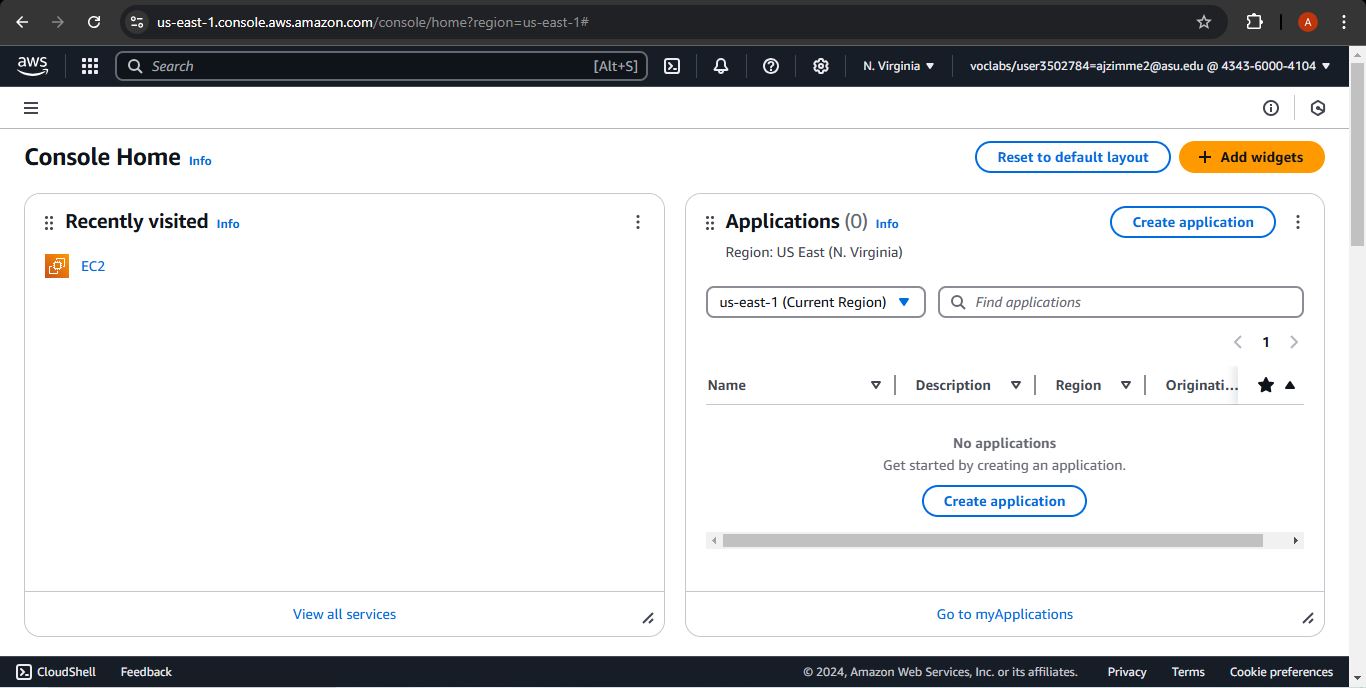 us-east-1.console.aws.amazon.com/console/home?region=us-east-1#
A
aws
Search
[Alt+S]
N. Virginia
voclabs/user3502784=ajzimme2@asu.edu @ 4343-6000-4104
Console Home
Info
Reset to default layout
+ Add widgets
Recently visited
Info
EC2
View all services
Applications (0)
Info
Create application
Region: US East (N. Virginia)
us-east-1 (Current Region)
Find applications
1
Name
Description
Region
Originati...
No applications
Get started by creating an application.
Create application
Go to myApplications
CloudShell
Feedback
© 2024, Amazon Web Services, Inc. or its affiliates.
Privacy
Terms
Cookie preferences